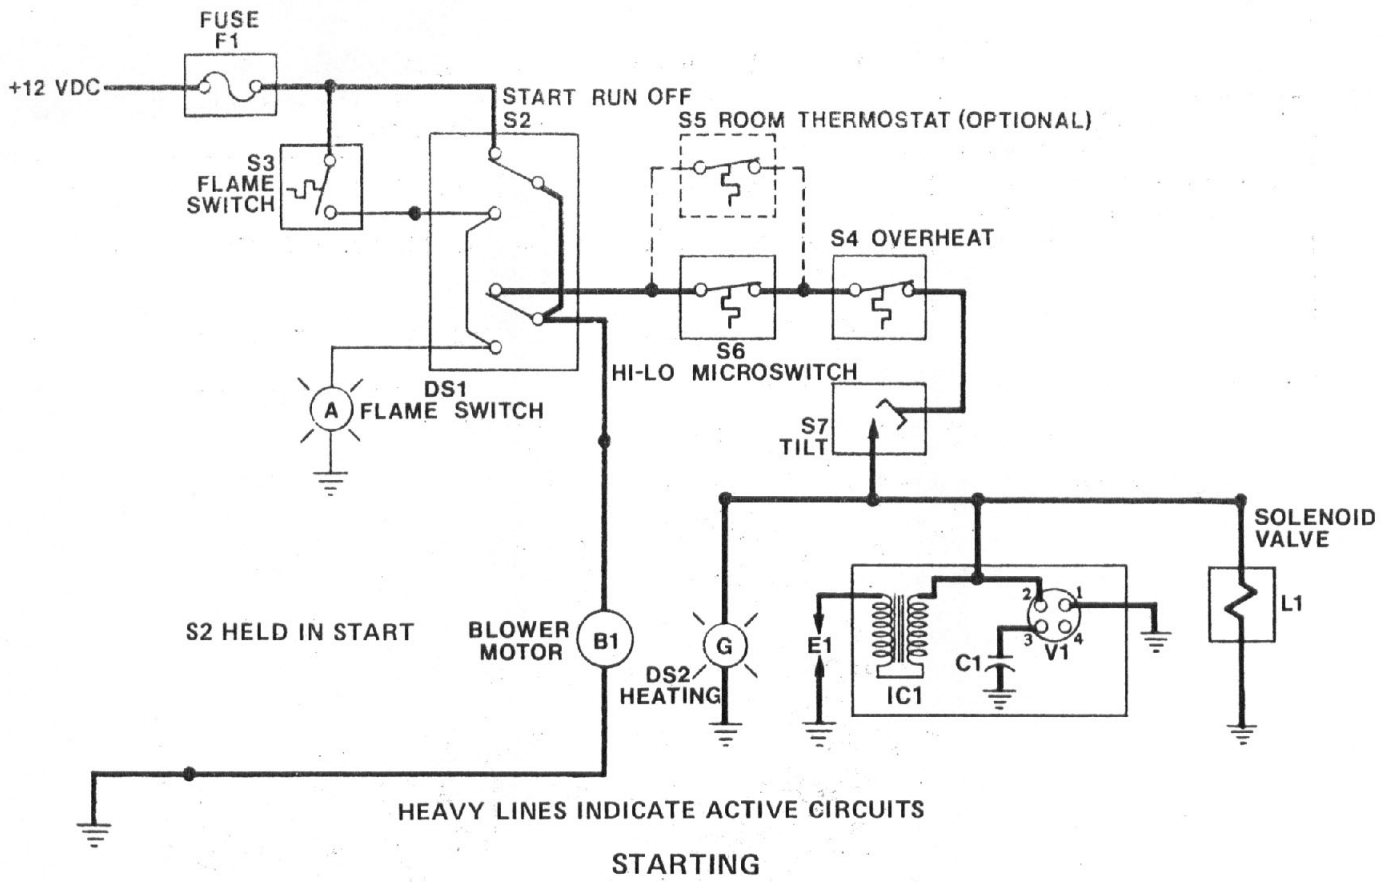 FUSE
F1
+12 VDC
START RUN OFF
S2
S5 ROOM THERMOSTAT (OPTIONAL)
S3
FLAME
SWITCH
S4 OVERHEAT
S6
HI-LO MICROSWITCH
DS1
FLAME SWITCH
A
S7
TILT
SOLENOID
VALVE
L1
S2 HELD IN START
BLOWER
MOTOR
B1
G
DS2
HEATING
E1
IC1
2 1
3 4
C1
V1
HEAVY LINES INDICATE ACTIVE CIRCUITS
STARTING